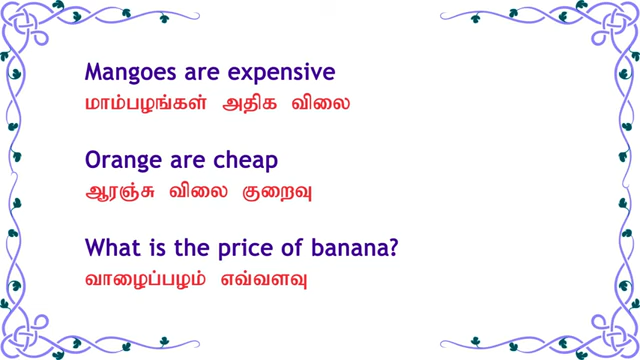 Mangoes are expensive
மாம்பழங்கள் அதிக விலை
Orange are cheap
ஆரஞ்சு விலை குறைவு
What is the price of banana?
வாழைப்பழம் எவ்வளவு